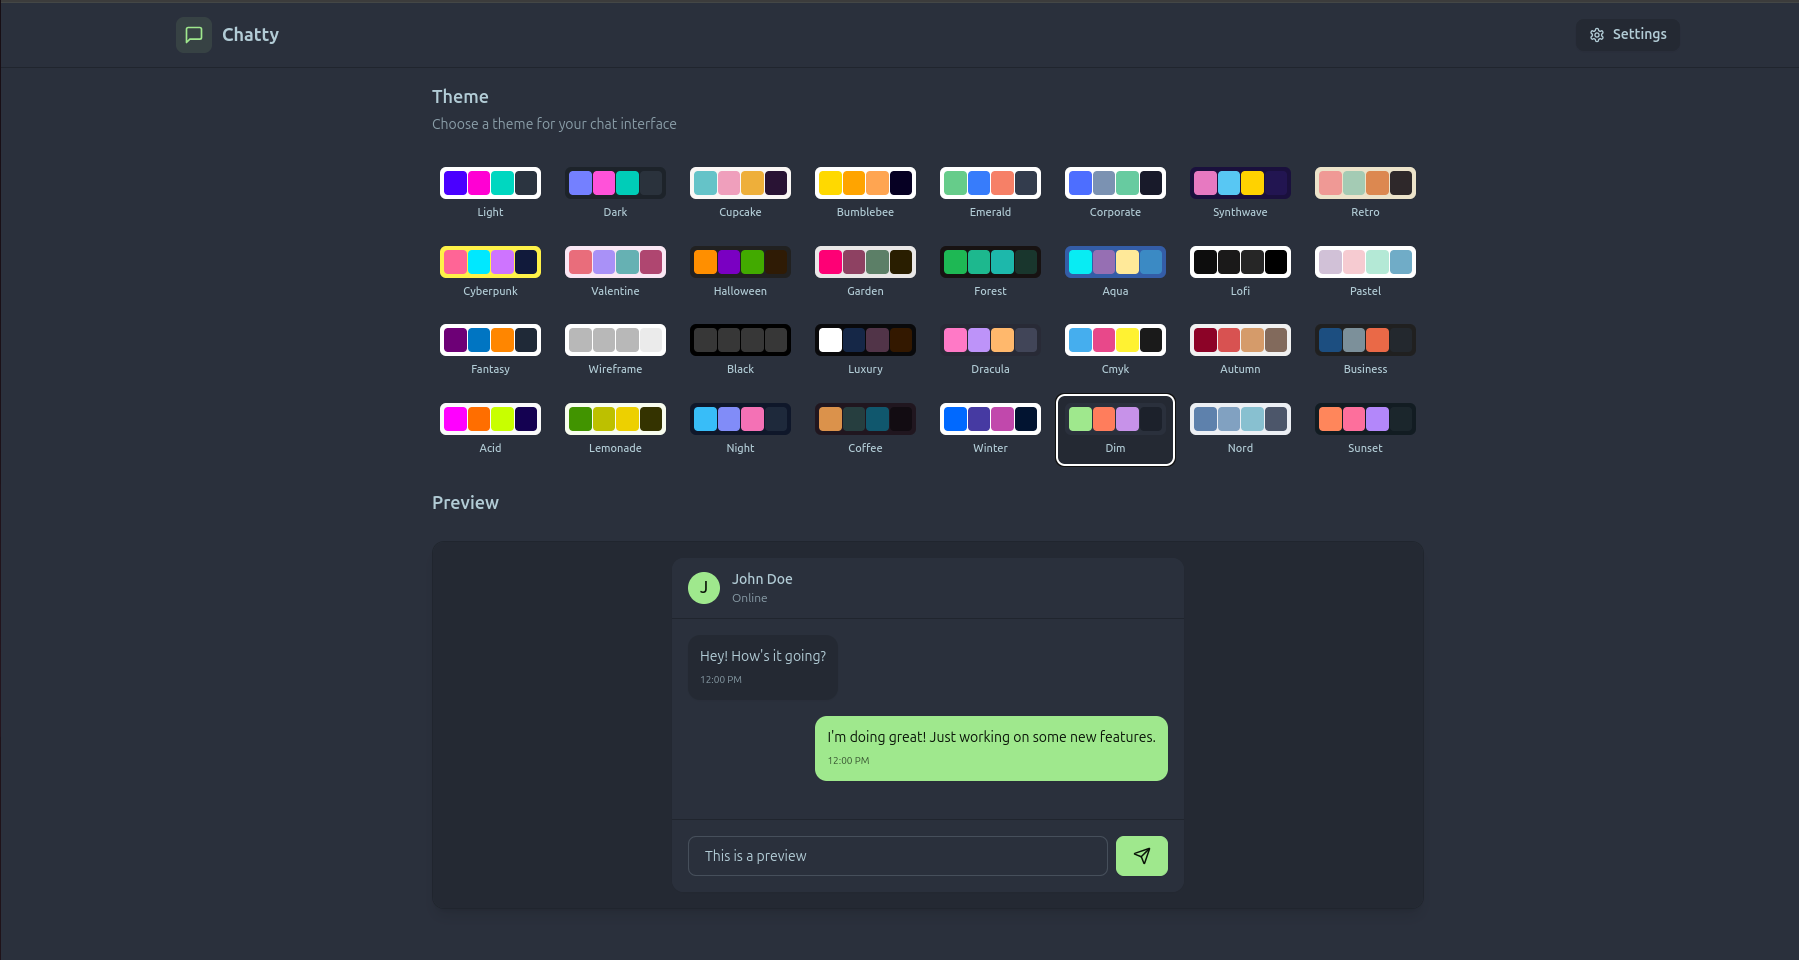 Chatty
Settings
Theme
Choose a theme for your chat interface
Light Dark Cupcake Bumblebee Emerald Corporate Synthwave Retro
Cyberpunk Valentine Halloween Garden Forest Aqua Lofi Pastel
Fantasy Wireframe Black Luxury Dracula Cmyk Autumn Business
Acid Lemonade Night Coffee Winter Dim Nord Sunset
Preview
J
John Doe
Online
Hey! How's it going?
12:00 PM
I'm doing great! Just working on some new features.
12:00 PM
This is a preview